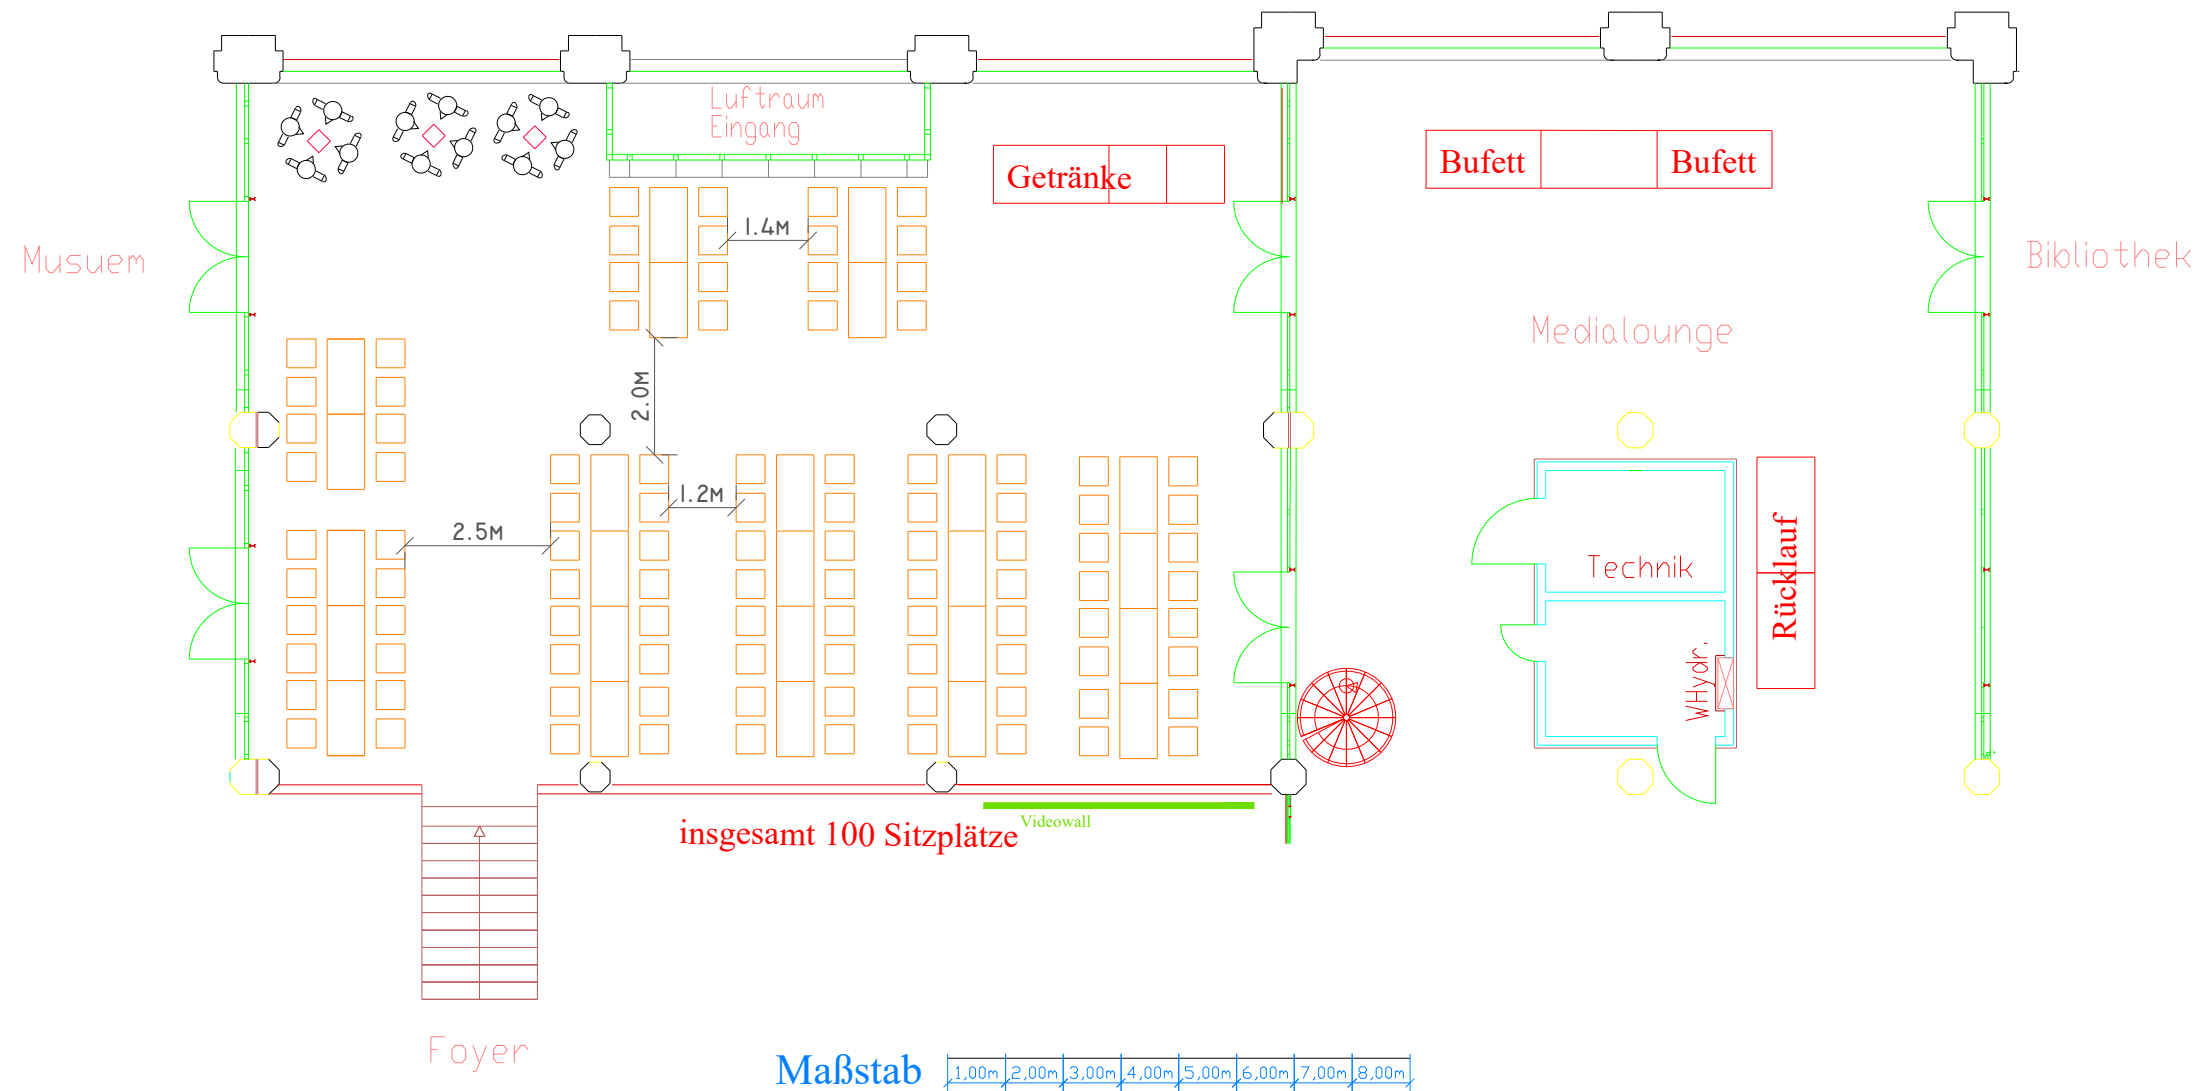 Luftraum
Eingang
Getränke
Bufett
Bufett
1.4M
Musuem
Bibliothek
Medialounge
2.0M
1.2M
2.5M
Technik
Rücklauf
WHydr.
Videowall
insgesamt 100 Sitzplätze
Foyer
Maßstab
1,00m 2,00m 3,00m 4,00m 5,00m 6,00m 7,00m 8,00m